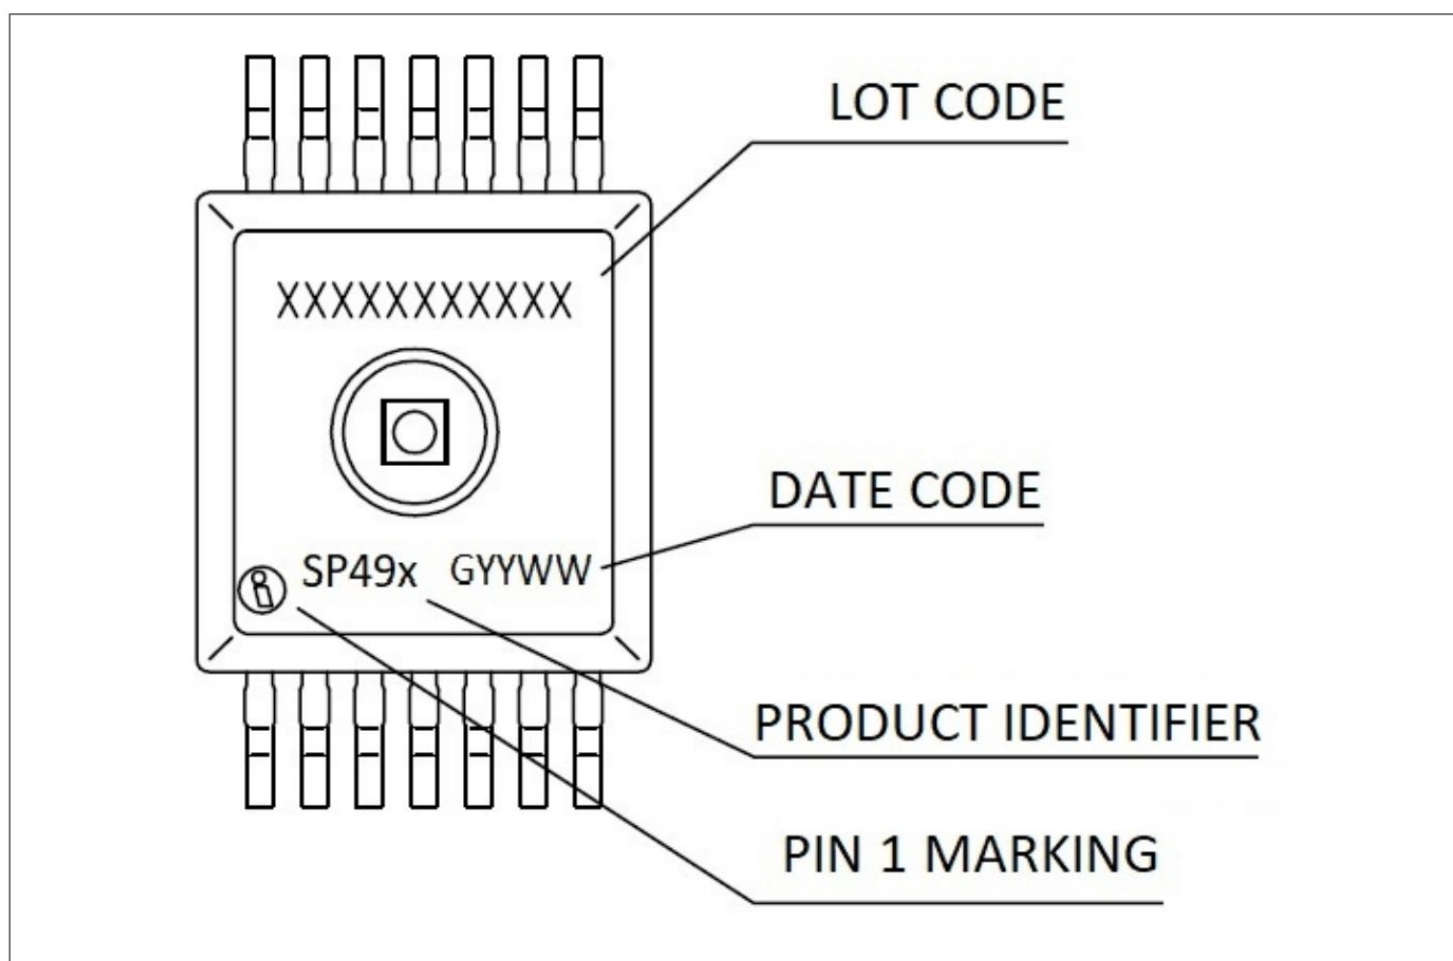 LOT CODE
XXXXXXXXXXX
DATE CODE
SP49x GYYWW
PRODUCT IDENTIFIER
PIN 1 MARKING